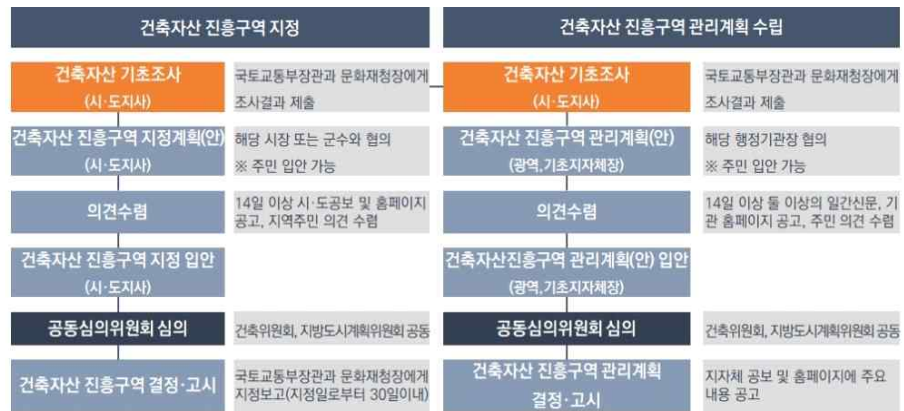 건축자산 진흥구역 지정
건축자산 기초조사
(시·도지사)
국토교통부장관과 문화재청장에게
조사결과 제출
건축자산 진흥구역 지정계획(안)
(시·도지사)
해당 시장 또는 군수와 협의
※ 주민 입안 가능
의견수렴
14일 이상 시·도공보 및 홈페이지
공고, 지역주민 의견 수렴
건축자산 진흥구역 지정 입안
(시·도지사)
공동심의위원회 심의
건축위원회, 지방도시계획위원회 공동
건축자산 진흥구역 결정·고시
국토교통부장관과 문화재청장에게
지정보고(지정일로부터 30일이내)
건축자산 진흥구역 관리계획 수립
건축자산 기초조사
(시·도지사)
국토교통부장관과 문화재청장에게
조사결과 제출
건축자산 진흥구역 관리계획(안)
(광역,기초지자체장)
해당 행정기관장 협의
※ 주민 입안 가능
의견수렴
14일 이상 둘 이상의 일간신문, 기
관 홈페이지 공고, 주민 의견 수렴
건축자산진흥구역 관리계획(안) 입안
(광역,기초지자체장)
공동심의위원회 심의
건축위원회, 지방도시계획위원회 공동
건축자산 진흥구역 관리계획
결정·고시
지자체 공보 및 홈페이지에 주요
내용 공고